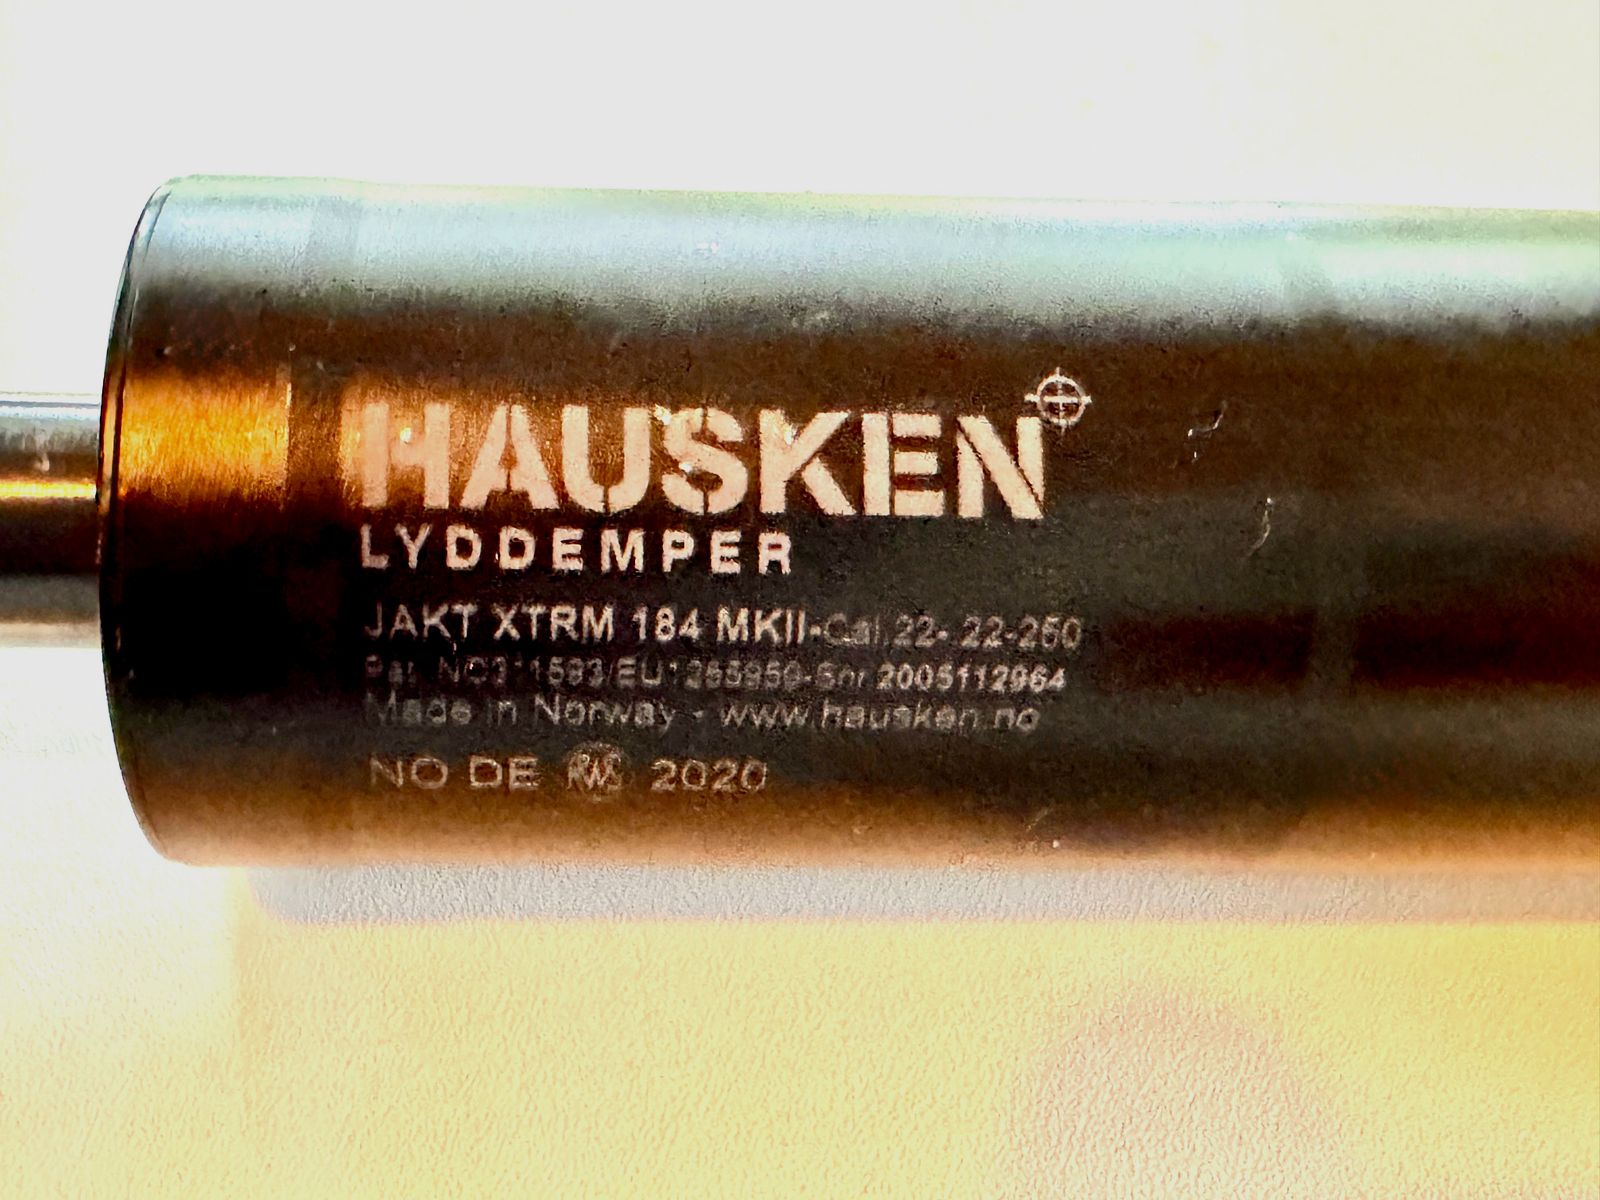 HAUSKEN
LYDDEMPER
JAKT XTRM 184 MKII-Cal.22-.22-250
2005112964
Made in Norway - www.hausken.no
NO DE 2020